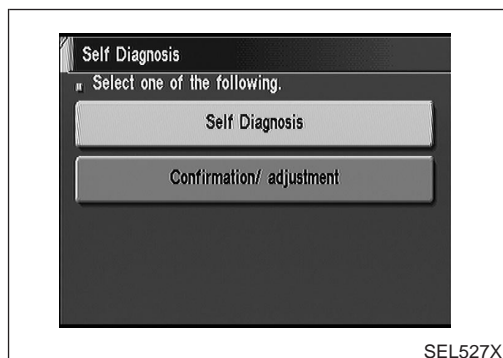 Self Diagnosis
Select one of the following.
Self Diagnosis
Confirmation/ adjustment
SEL527X